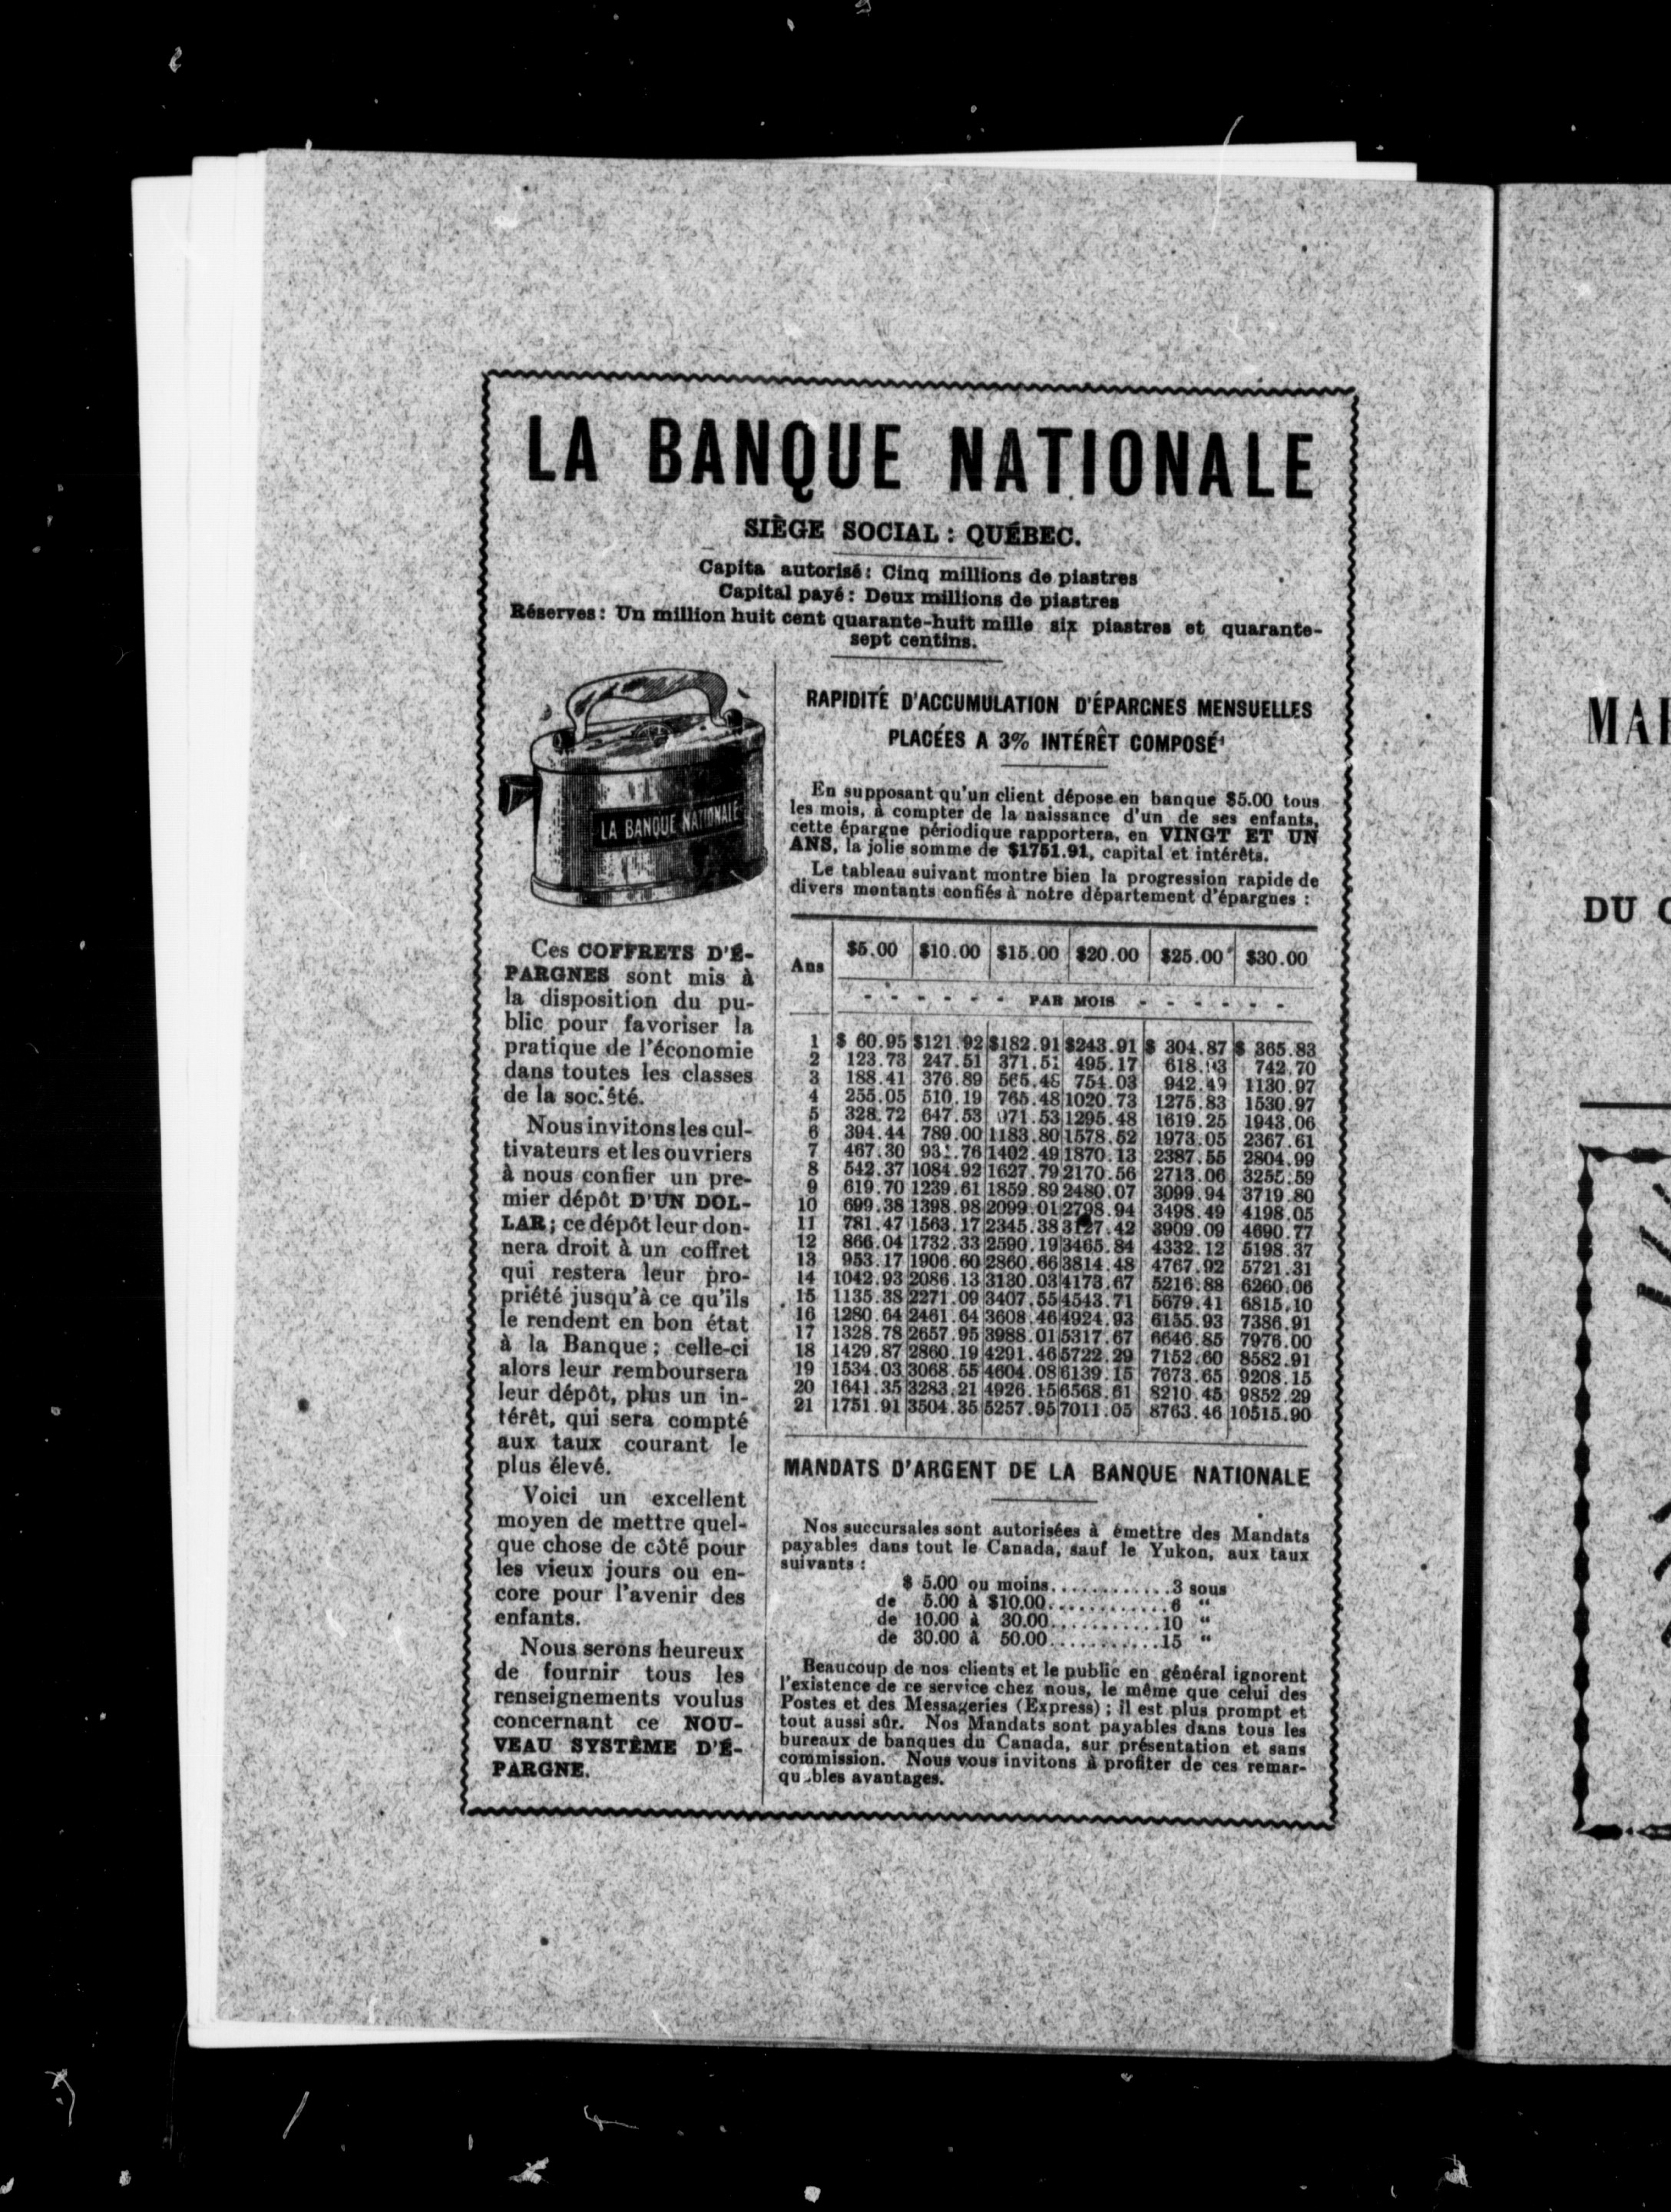 LA BANQUE NATIONALE
SIÈGE SOCIAL : QUÉBEC.
Capita autorisé : Cinq millions de piastres
Capital payé : Deux millions de piastres
Réserves : Un million huit cent quarante-huit mille six piastres et quarante-
sept centins.
LA BANQUE NATIONALE
Ces COFFRETS D'É-
PARGNES sont mis à
la disposition du pu-
blic pour favoriser la
pratique de l'économie
dans toutes les classes
de la société.
Nous invitons les cul-
tivateurs et les ouvriers
à nous confier un pre-
mier dépôt D'UN DOL-
LAR ; ce dépôt leur don-
nera droit à un coffret
qui restera leur pro-
priété jusqu'à ce qu'ils
le rendent en bon état
à la Banque ; celle-ci
alors leur remboursera
leur dépôt, plus un in-
térêt, qui sera compté
aux taux courant le
plus élevé.
Voici un excellent
moyen de mettre quel-
que chose de côté pour
les vieux jours ou en-
core pour l'avenir des
enfants.
Nous serons heureux
de fournir tous les
renseignements voulus
concernant ce NOU-
VEAU SYSTÈME D'É-
PARGNE.
RAPIDITÉ D'ACCUMULATION D'ÉPARGNES MENSUELLES
PLACÉES A 3% INTÉRÊT COMPOSÉ
En supposant qu'un client dépose en banque $5.00 tous
les mois, à compter de la naissance d'un de ses enfants,
cette épargne périodique rapportera, en VINGT ET UN
ANS, la jolie somme de $1751.91, capital et intérêts.
Le tableau suivant montre bien la progression rapide de
divers montants confiés à notre département d'épargnes :
Ans $5.00 $10.00 $15.00 $20.00 $25.00 $30.00
- - - - - - PAR MOIS - - - - - -
1 $ 60.95 $121.92 $182.91 $243.91 $ 304.87 $ 365.83
2 123.73 247.51 371.51 495.17 618.93 742.70
3 188.41 376.89 565.48 754.03 942.49 1130.97
4 255.05 510.19 765.48 1020.73 1275.83 1530.97
5 328.72 647.53 971.53 1295.48 1619.25 1943.06
6 394.44 789.00 1183.80 1578.52 1973.05 2367.61
7 467.30 1402.49 1870.13 2387.55 2804.99
8 542.37 1084.92 1627.79 2170.56 2713.06 3255.59
9 619.70 1239.61 1859.89 2480.07 3099.94 3719.80
10 699.38 1398.98 2099.01 2798.94 3498.49 4198.05
11 781.47 1563.17 2345.38 3127.42 3909.09 4690.77
12 866.04 1732.33 2590.19 3465.84 4332.12 5198.37
13 953.17 1906.60 2860.66 3814.48 4767.92 5721.31
14 1042.93 2086.13 3130.03 4173.67 5216.88 6260.06
15 1135.38 2271.09 3407.55 4543.71 5679.41 6815.10
16 1280.64 2461.64 3608.46 4924.93 6155.93 7386.91
17 1328.78 2657.95 3988.01 5317.67 6646.85 7976.00
18 1429.87 2860.19 4291.46 5722.29 7152.60 8582.91
19 1534.03 3068.55 4604.08 6139.15 7673.65 9208.15
20 1641.35 3283.21 4926.15 6568.61 8210.45 9852.29
21 1751.91 3504.35 5257.95 7011.05 8763.46 10515.90
MANDATS D'ARGENT DE LA BANQUE NATIONALE
Nos succursales sont autorisées à émettre des Mandats
payables dans tout le Canada, sauf le Yukon, aux taux
suivants :
$ 5.00 ou moins............3 sous
de 5.00 à $10.00............6 "
de 10.00 à 30.00...........10 "
de 30.00 à 50.00...........15 "
Beaucoup de nos clients et le public en général ignorent
l'existence de ce service chez nous, le même que celui des
Postes et des Messageries (Express) ; il est plus prompt et
tout aussi sûr. Nos Mandats sont payables dans tous les
bureaux de banques du Canada, sur présentation et sans
commission. Nous vous invitons à profiter de ces remar-
quables avantages.
MAI
DU